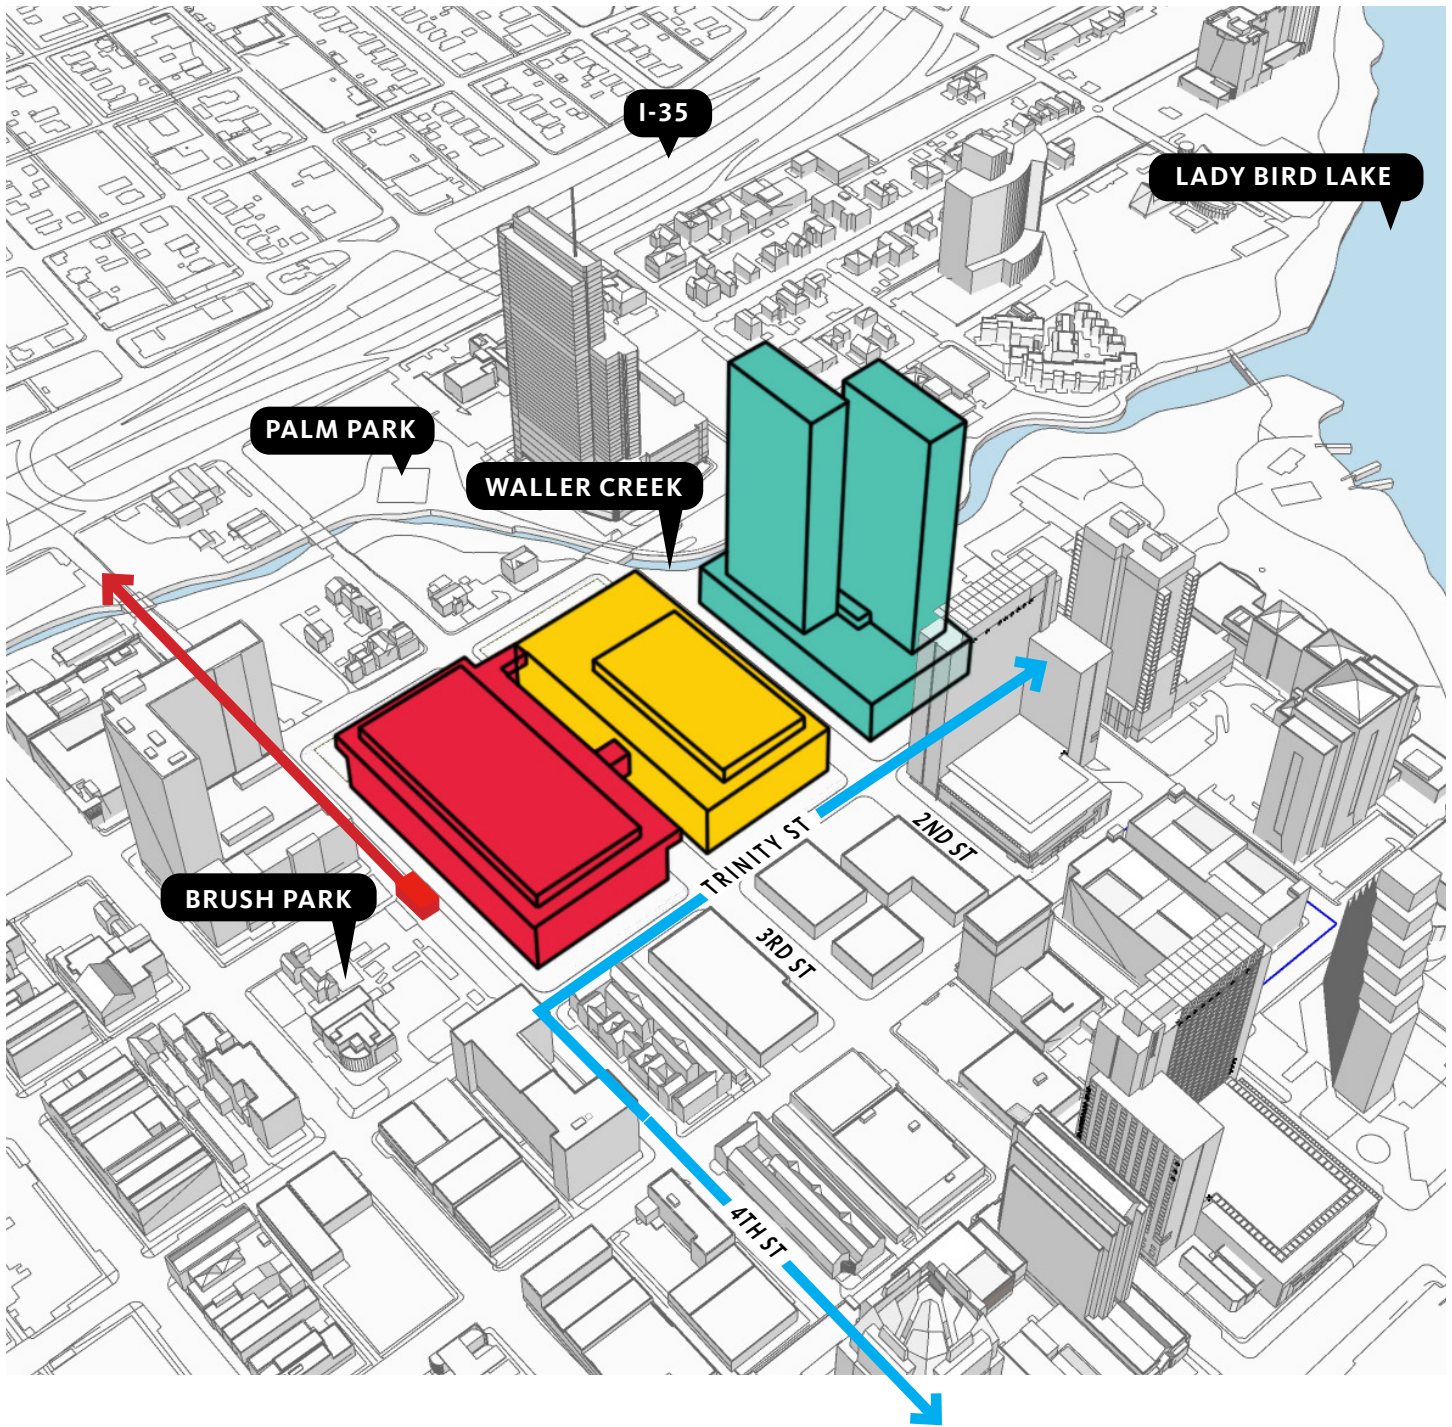 I-35
LADY BIRD LAKE
PALM PARK
WALLER CREEK
TRINITY ST
2ND ST
BRUSH PARK
3RD ST
4TH ST